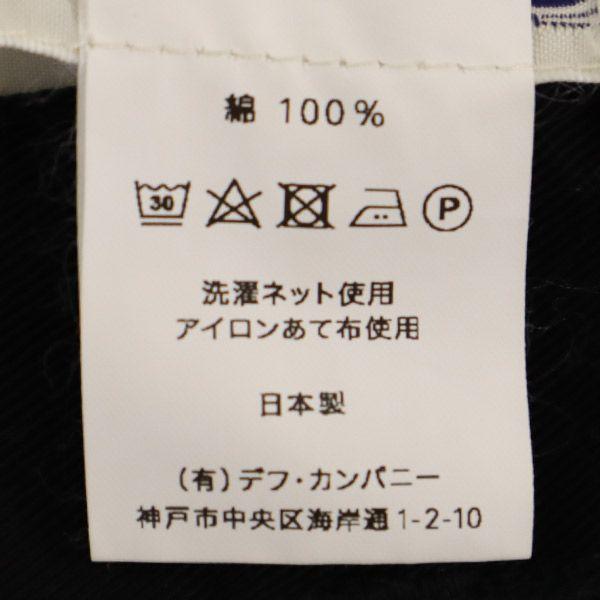 綿 100%
30 P
洗濯ネット使用
アイロンあて布使用
日本製
(有)デフ・カンパニー
神戸市中央区海岸通1-2-10